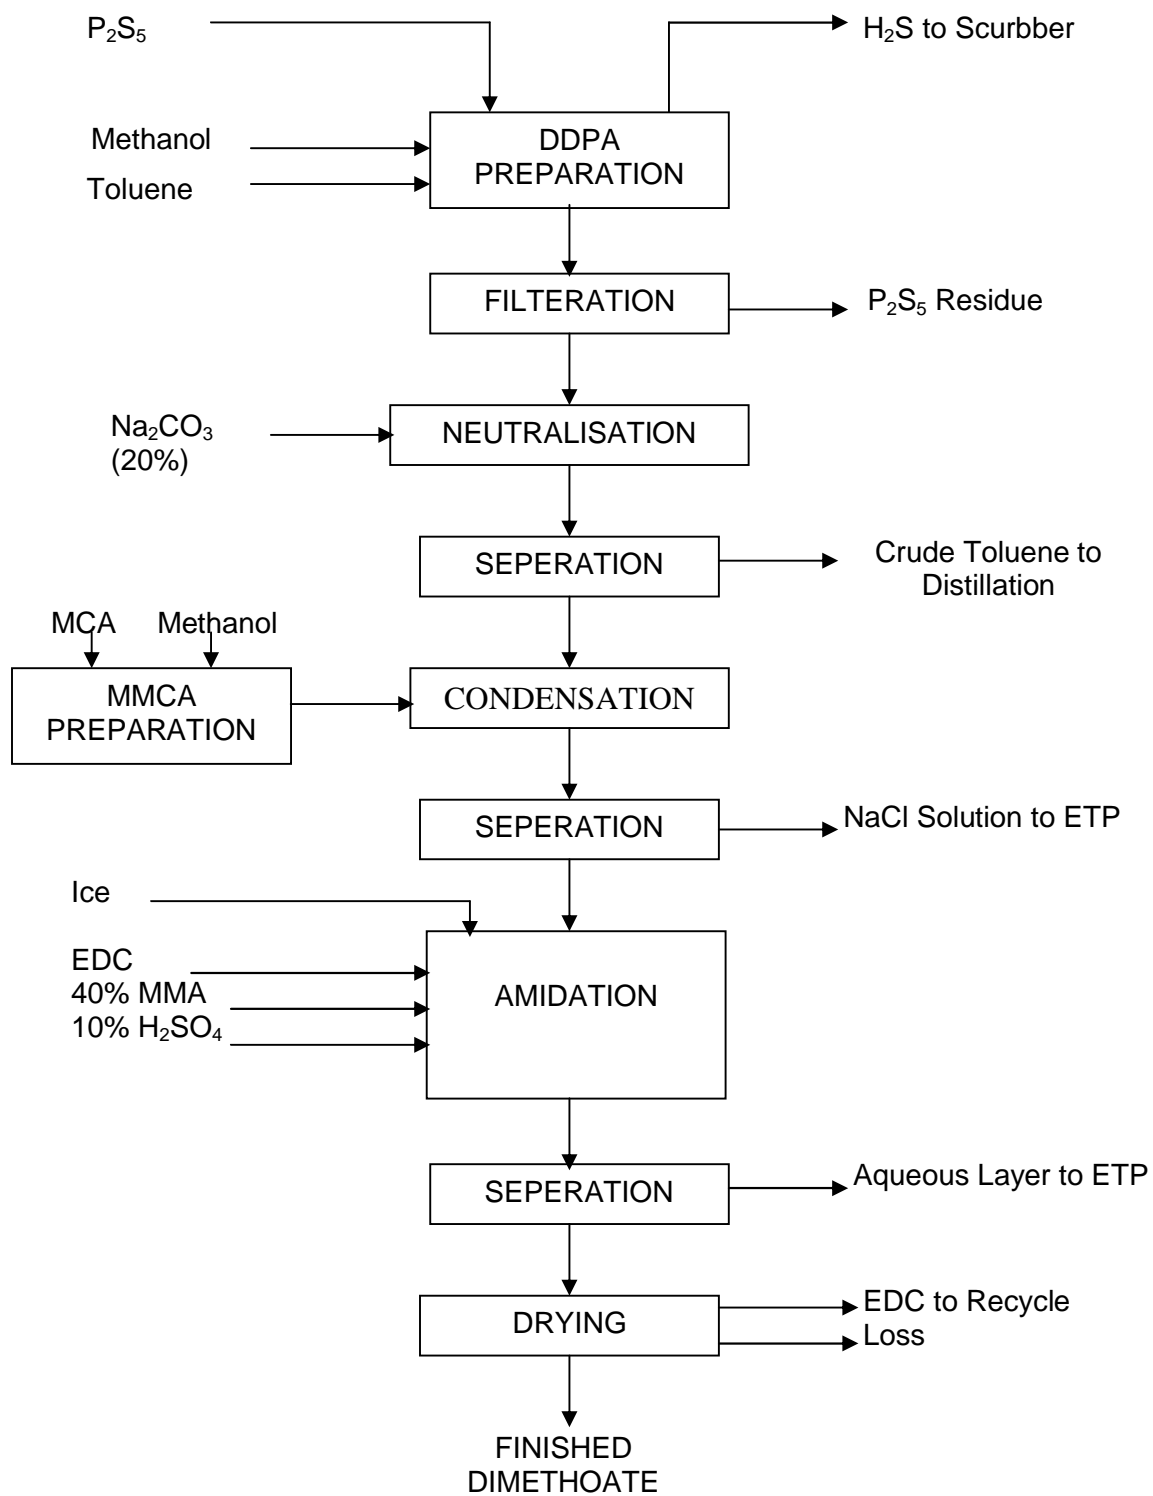 P₂S₅
H₂S to Scurbber
Methanol
Toluene
DDPA
PREPARATION
FILTERATION
P₂S₅ Residue
Na₂CO₃
(20%)
NEUTRALISATION
SEPERATION
Crude Toluene to
Distillation
MCA
Methanol
MMCA
PREPARATION
CONDENSATION
SEPERATION
NaCl Solution to ETP
Ice
EDC
40% MMA
10% H₂SO₄
AMIDATION
SEPERATION
Aqueous Layer to ETP
DRYING
EDC to Recycle
Loss
FINISHED
DIMETHOATE